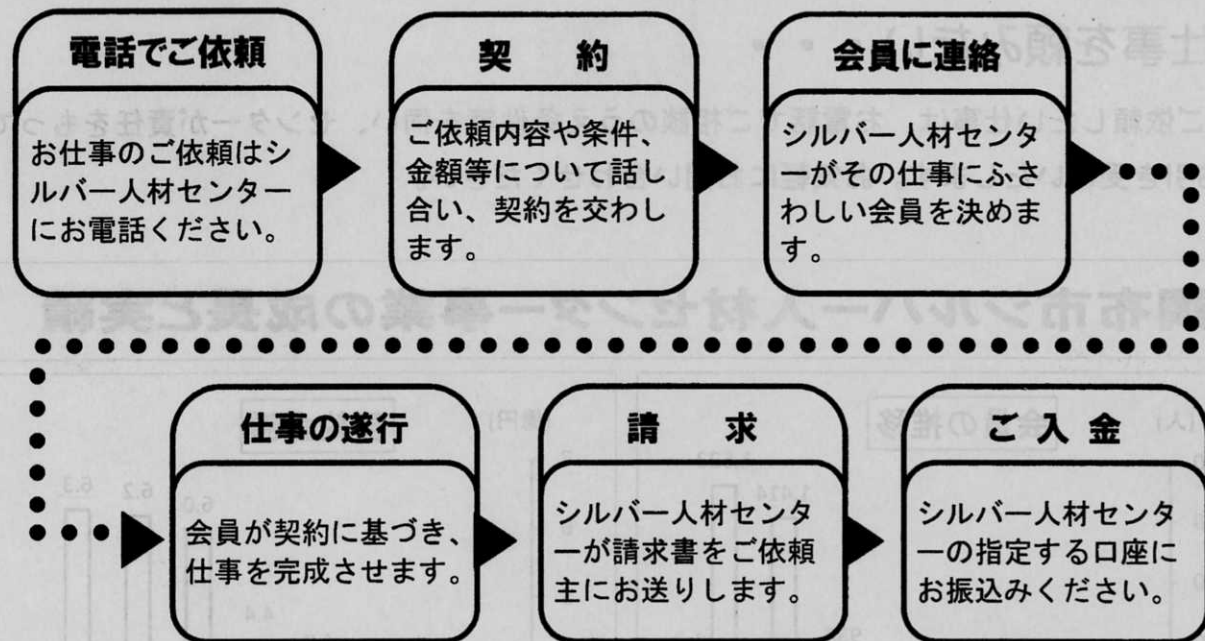 電話でご依頼
お仕事のご依頼はシ
ルバー人材センター
にお電話ください。
契 約
ご依頼内容や条件、
金額等について話し
合い、契約を交わし
ます。
会員に連絡
シルバー人材センタ
ーがその仕事にふさ
わしい会員を決めま
す。
仕事の遂行
会員が契約に基づき、
仕事を完成させます。
請 求
シルバー人材センタ
ーが請求書をご依頼
主にお送りします。
ご 入 金
シルバー人材センタ
ーの指定する口座に
お振込みください。